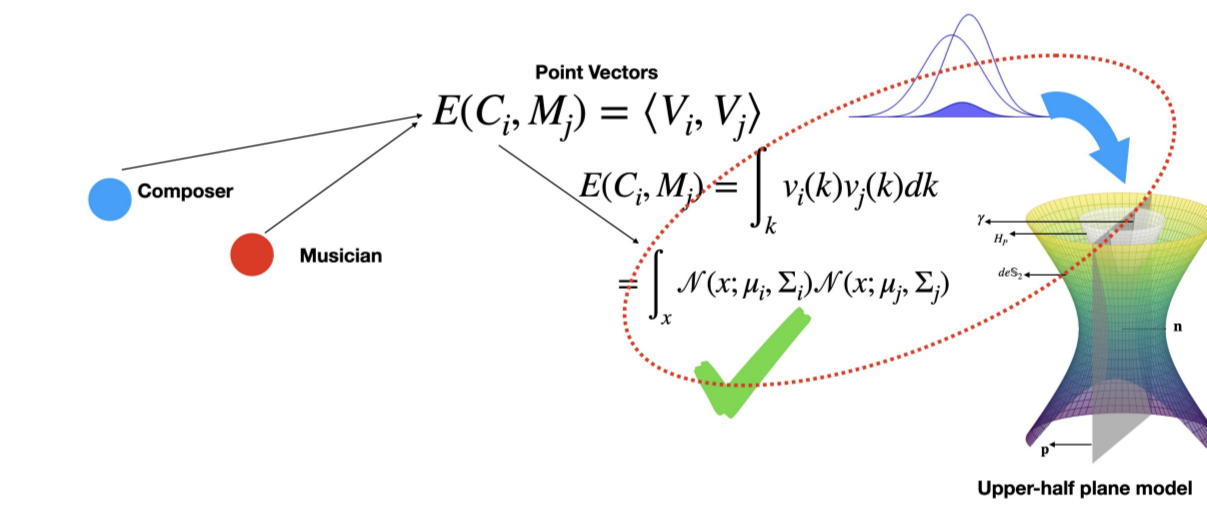 Point Vectors
E(C_i, M_j) = ⟨V_i, V_j⟩
Composer
E(C_i, M_j) = ∫_k v_i(k)v_j(k)dk
Musician
= ∫_x 𝒩(x; μ_i, Σ_i)𝒩(x; μ_j, Σ_j)
γ
H_P
de𝕊_2
n
p
Upper-half plane model